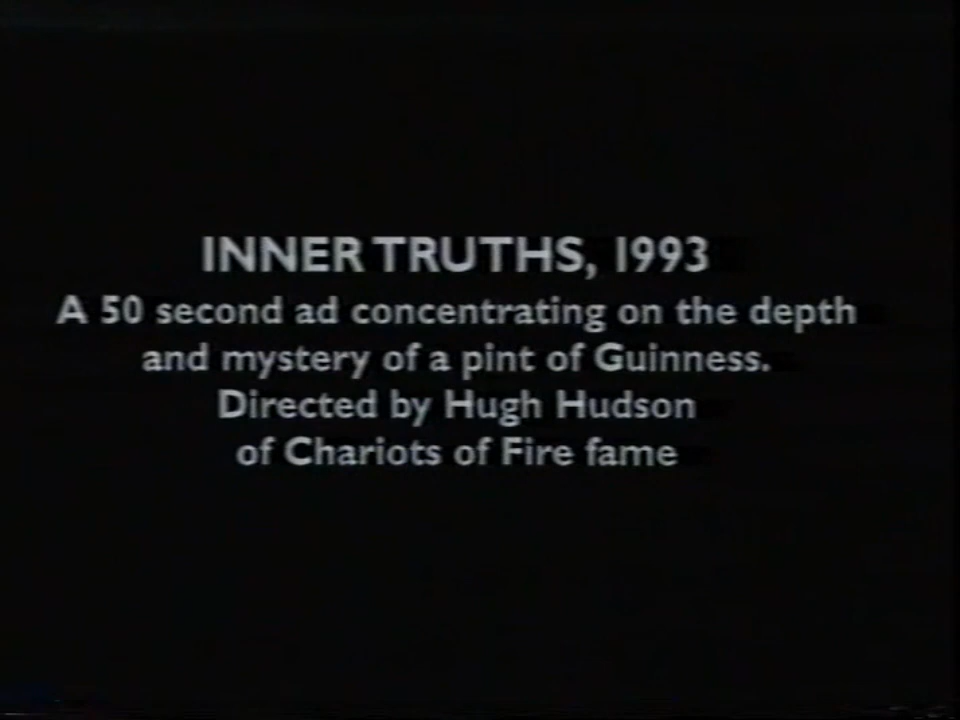 INNER TRUTHS, 1993
A 50 second ad concentrating on the depth
and mystery of a pint of Guinness.
Directed by Hugh Hudson
of Chariots of Fire fame